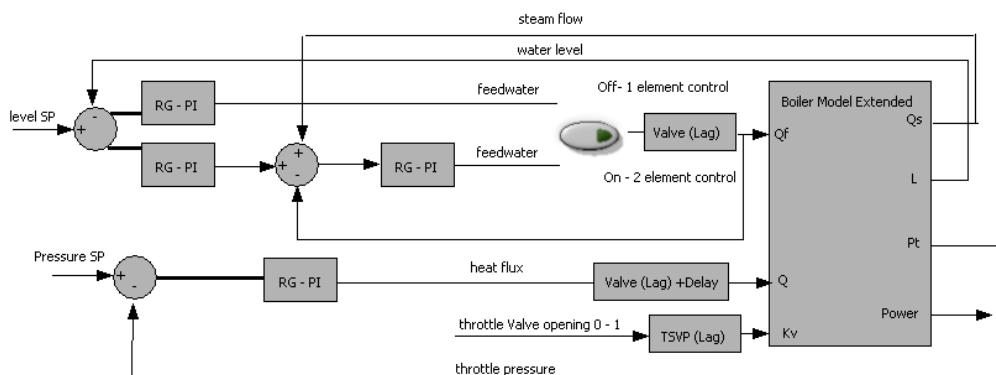 steam flow
water level
Off- 1 element control
Boiler Model Extended
RG - PI
feedwater
Qs
level SP
-
+
Valve (Lag)
Qf
RG - PI
+
+
-
RG - PI
feedwater
On - 2 element control
L
Pressure SP
Pt
heat flux
+
-
RG - PI
Valve (Lag) +Delay
Q
Power
throttle Valve opening 0 - 1
TSVP (Lag)
Kv
throttle pressure